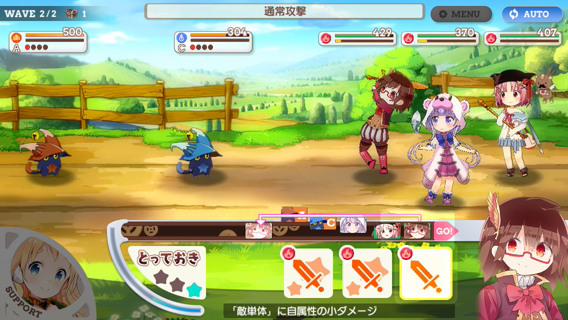 WAVE 2/2 1
通常攻撃
MENU
AUTO
500
A
304
C
429
370
407
GO!
とっておき
SUPPORT
「敵単体」に自属性の小ダメージ